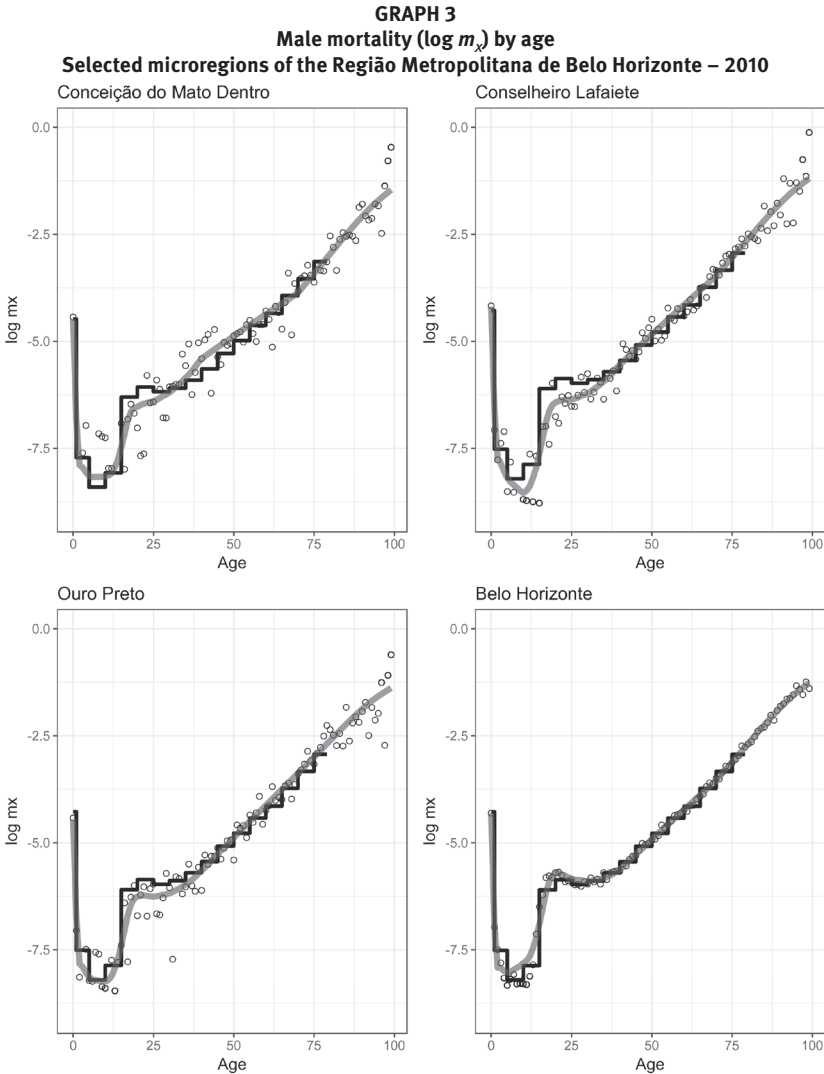 GRAPH 3
Male mortality (log mx) by age
Selected microregions of the Região Metropolitana de Belo Horizonte – 2010
Conceição do Mato Dentro
Conselheiro Lafaiete
0.0
-2.5
-5.0
-7.5
log mx
0 25 50 75 100
Age
0.0
-2.5
-5.0
-7.5
log mx
0 25 50 75 100
Age
Ouro Preto
Belo Horizonte
0.0
-2.5
-5.0
-7.5
log mx
0 25 50 75 100
Age
0.0
-2.5
-5.0
-7.5
log mx
0 25 50 75 100
Age